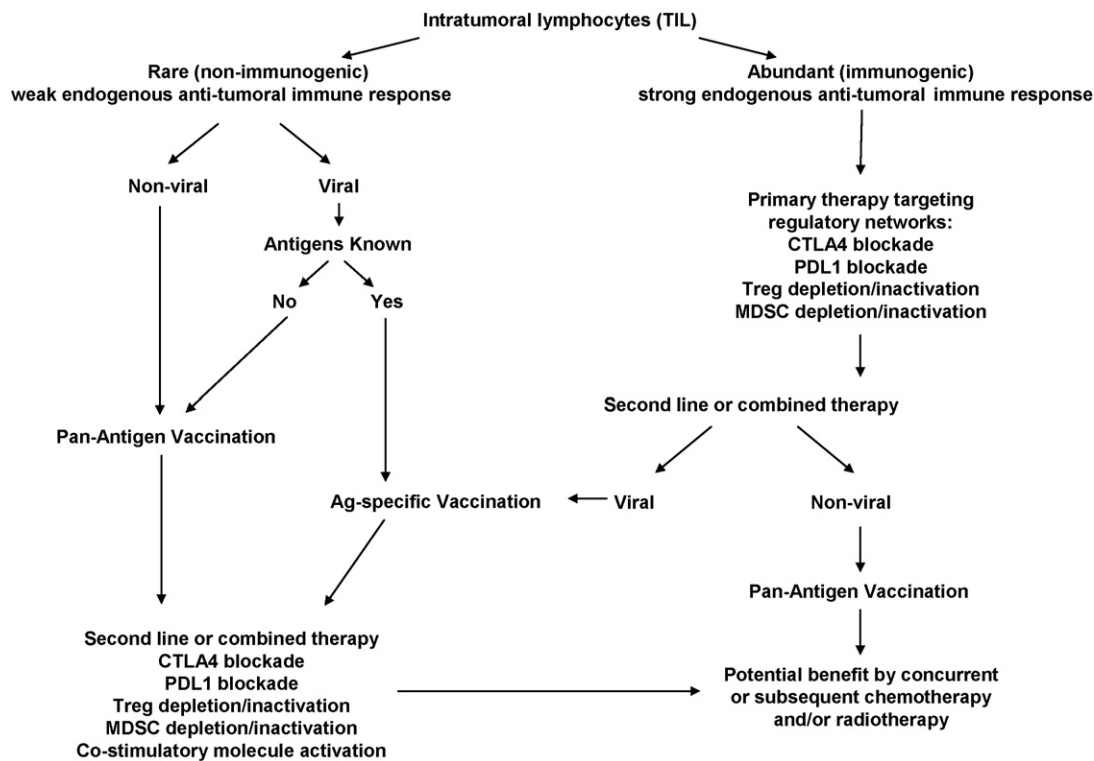 Intratumoral lymphocytes (TIL)
Rare (non-immunogenic)
weak endogenous anti-tumoral immune response
Abundant (immunogenic)
strong endogenous anti-tumoral immune response
Non-viral
Viral
Antigens Known
No
Yes
Primary therapy targeting
regulatory networks:
CTLA4 blockade
PDL1 blockade
Treg depletion/inactivation
MDSC depletion/inactivation
Second line or combined therapy
Pan-Antigen Vaccination
Ag-specific Vaccination
Viral
Non-viral
Pan-Antigen Vaccination
Second line or combined therapy
CTLA4 blockade
PDL1 blockade
Treg depletion/inactivation
MDSC depletion/inactivation
Co-stimulatory molecule activation
Potential benefit by concurrent
or subsequent chemotherapy
and/or radiotherapy